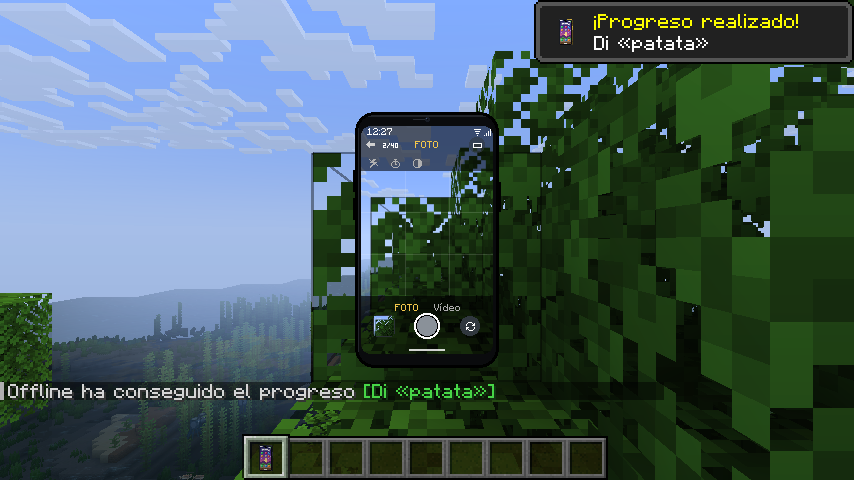 ¡Progreso realizado!
Di «patata»
12:27
2/40 FOTO
FOTO Vídeo
Offline ha conseguido el progreso [Di «patata»]